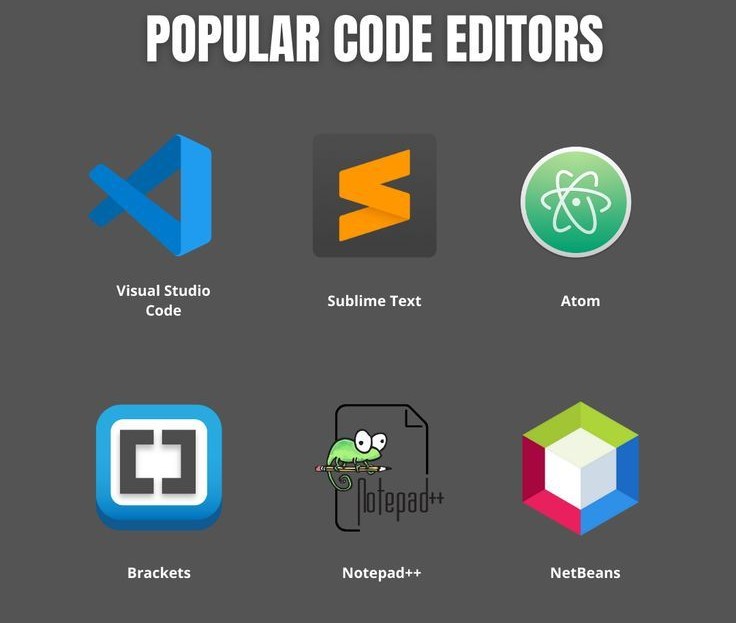 POPULAR CODE EDITORS
Visual Studio
Code
Sublime Text
Atom
Notepad++
Brackets
Notepad++
NetBeans